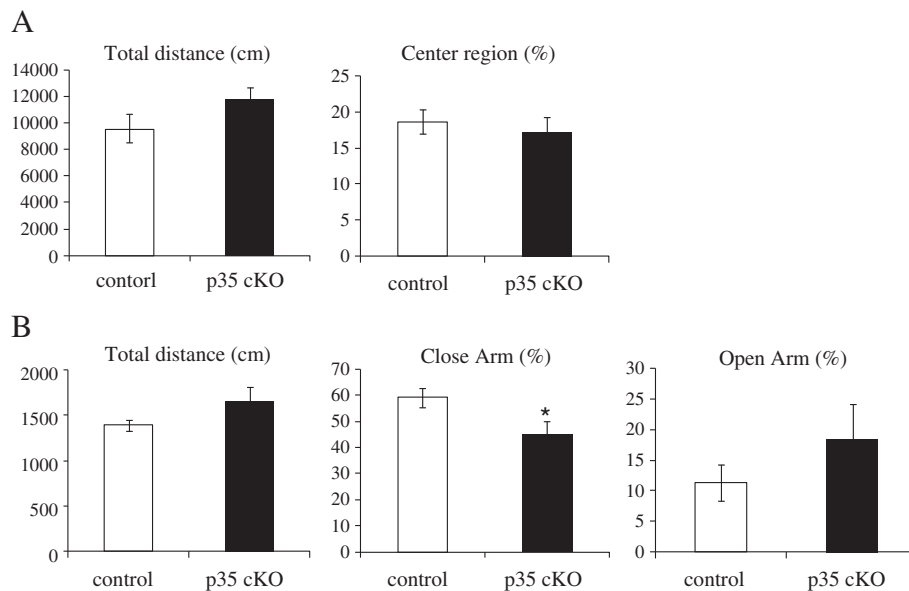 A
Total distance (cm)
14000
12000
10000
8000
6000
4000
2000
0
contorl p35 cKO
Center region (%)
25
20
15
10
5
0
control p35 cKO
B
Total distance (cm)
2000
1500
1000
500
0
control p35 cKO
Close Arm (%)
70
60
50
40
30
20
10
0
*
control p35 cKO
Open Arm (%)
30
25
20
15
10
5
0
control p35 cKO